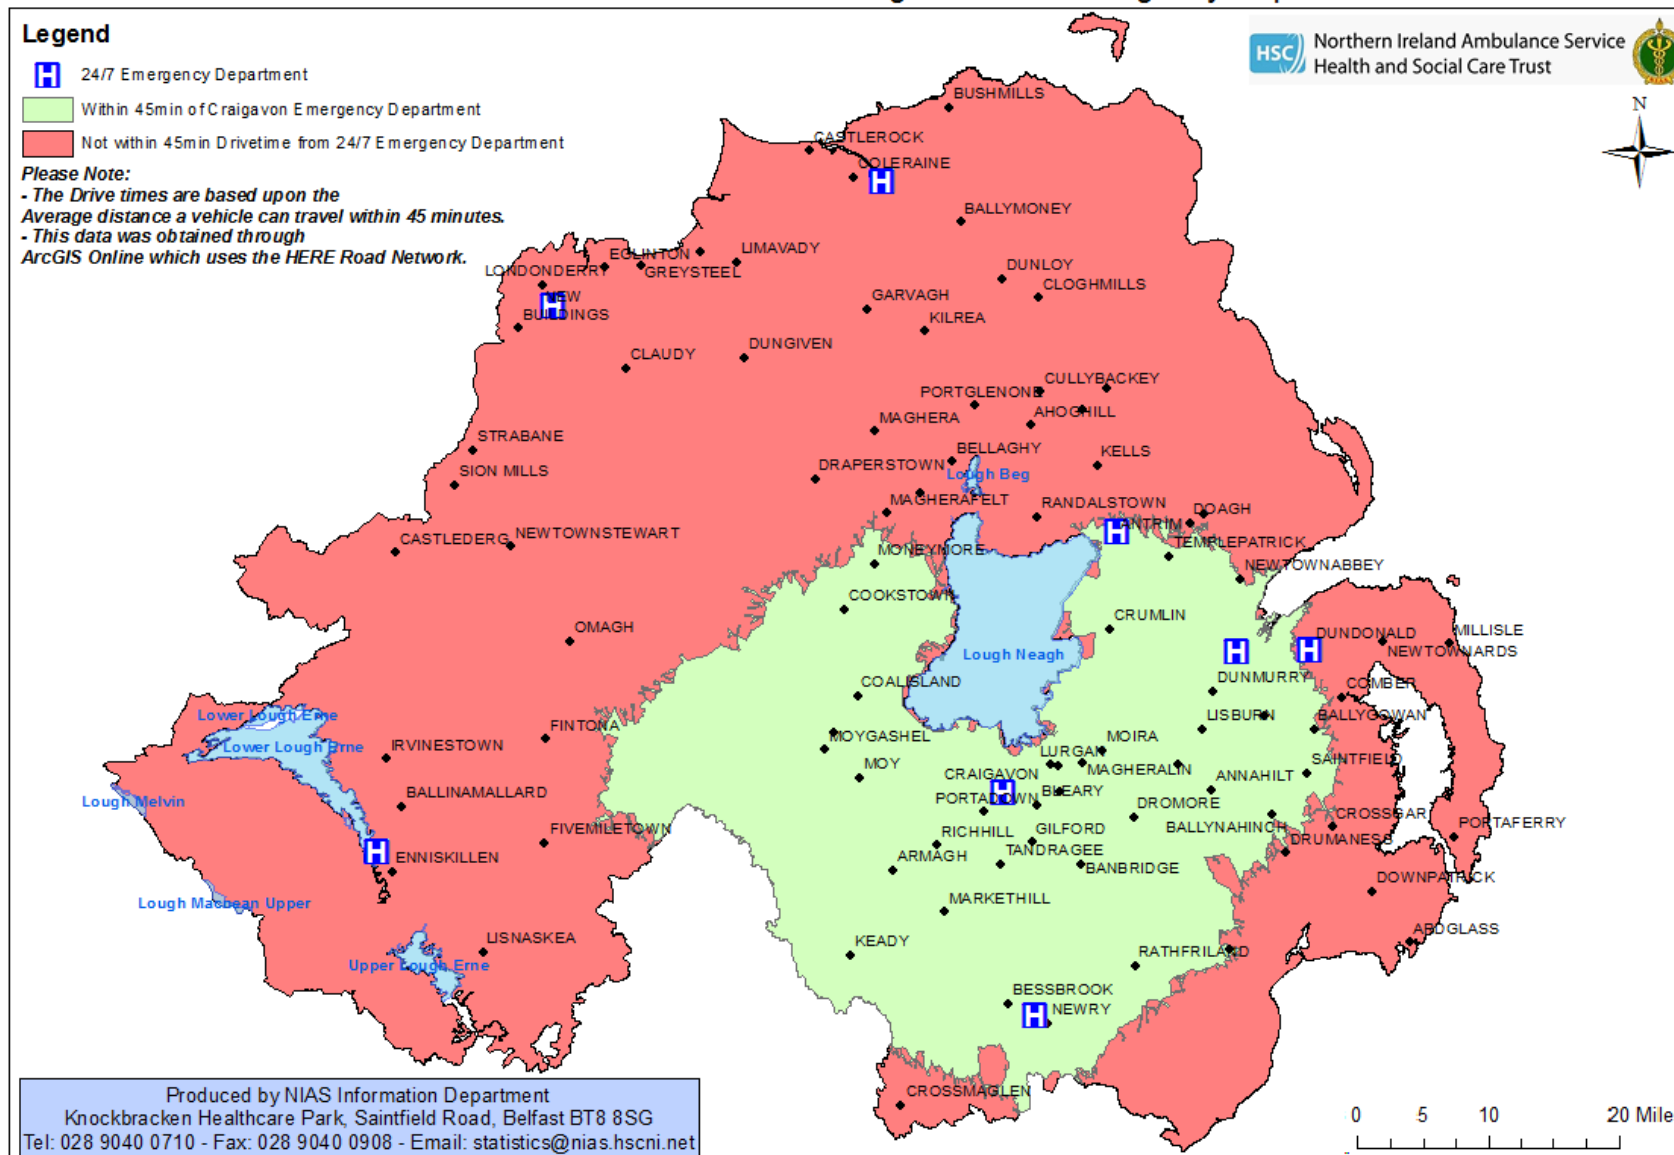 Legend
24/7 Emergency Department
Within 45min of Craigavon Emergency Department
Not within 45min Drivetime from 24/7 Emergency Department
Please Note:
- The Drive times are based upon the
Average distance a vehicle can travel within 45 minutes.
- This data was obtained through
ArcGIS Online which uses the HERE Road Network.
HSC
Northern Ireland Ambulance Service
Health and Social Care Trust
N
BUSHMILLS
CASTLEROCK
COLERAINE
H
BALLYMONEY
LIMAVADY
EGLINTON
GREYSTEEL
LONDONDERRY
NEW
BUILDINGS
H
DUNLOY
CLOGHMILLS
GARVAGH
KILREA
DUNGIVEN
CLAUDY
CULLYBACKEY
PORTGLENONE
AHOGHILL
MAGHERA
STRABANE
SION MILLS
BELLAGHY
KELLS
DRAPERSTOWN
Lough Beg
MAGHERAFELT
RANDALSTOWN
DOAGH
H
ANTRIM
CASTLEDERG
NEWTOWNSTEWART
MONEYMORE
TEMPLEPATRICK
NEWTOWNABBEY
COOKSTOWN
CRUMLIN
OMAGH
Lough Neagh
H
H
DUNDONALD
MILLISLE
NEWTOWNARDS
COALISLAND
DUNMURRY
COMBER
Lower Lough Erne
Lower Lough Erne
FINTONA
LISBURN
BALLYGOWAN
IRVINESTOWN
MOYGASHEL
MOIRA
LURGAN
MOY
CRAIGAVON
MAGHERALIN
ANNAHILT
SAINTFIELD
Lough Melvin
BALLINAMALLARD
H
BLEARY
PORTADOWN
DROMORE
FIVEMILETOWN
RICHHILL
GILFORD
BALLYNAHINCH
CROSSGAR
PORTAFERRY
H
ENNISKILLEN
ARMAGH
TANDRAGEE
BANBRIDGE
DRUMANESS
DOWNPATRICK
Lough Macbean Upper
MARKETHILL
ARDGLASS
LISNASKEA
KEADY
RATHFRILAND
Upper Lough Erne
BESSBROOK
H
NEWRY
CROSSMAGLEN
Produced by NIAS Information Department
Knockbracken Healthcare Park, Saintfield Road, Belfast BT8 8SG
Tel: 028 9040 0710 - Fax: 028 9040 0908 - Email: statistics@nias.hscni.net
0 5 10 20 Mile